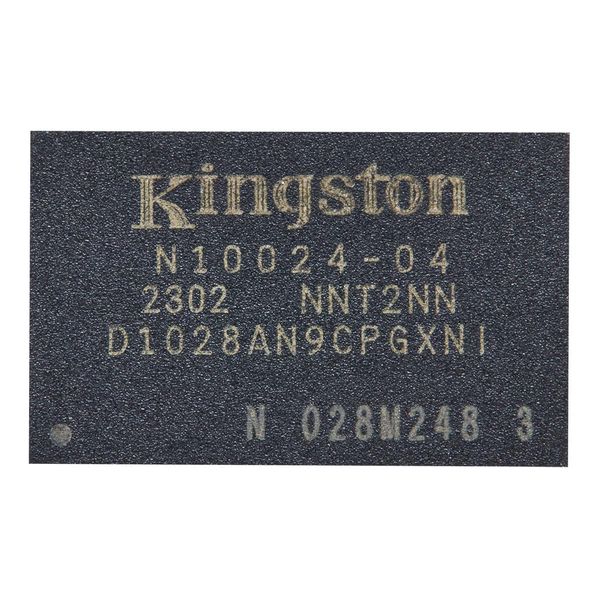 Kingston
N10024-04
2302 NNT2NN
D1028AN9CPGXNI
N 028M248 3